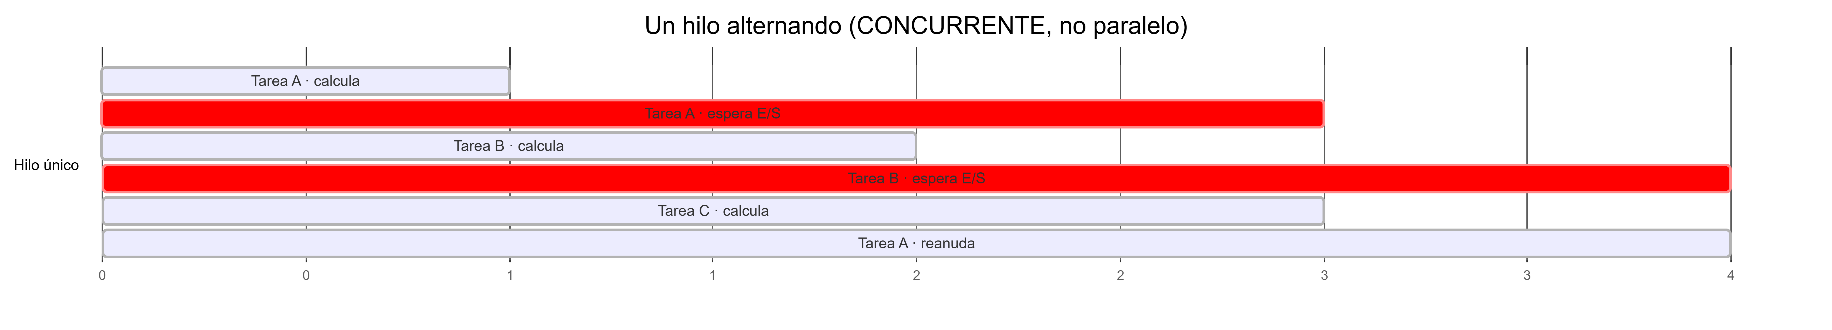 Un hilo alternando (CONCURRENTE, no paralelo)
Tarea A · calcula
Tarea A · espera E/S
Tarea B · calcula
Hilo único
Tarea B · espera E/S
Tarea C · calcula
Tarea A · reanuda
0 0 1 1 2 2 3 3 4